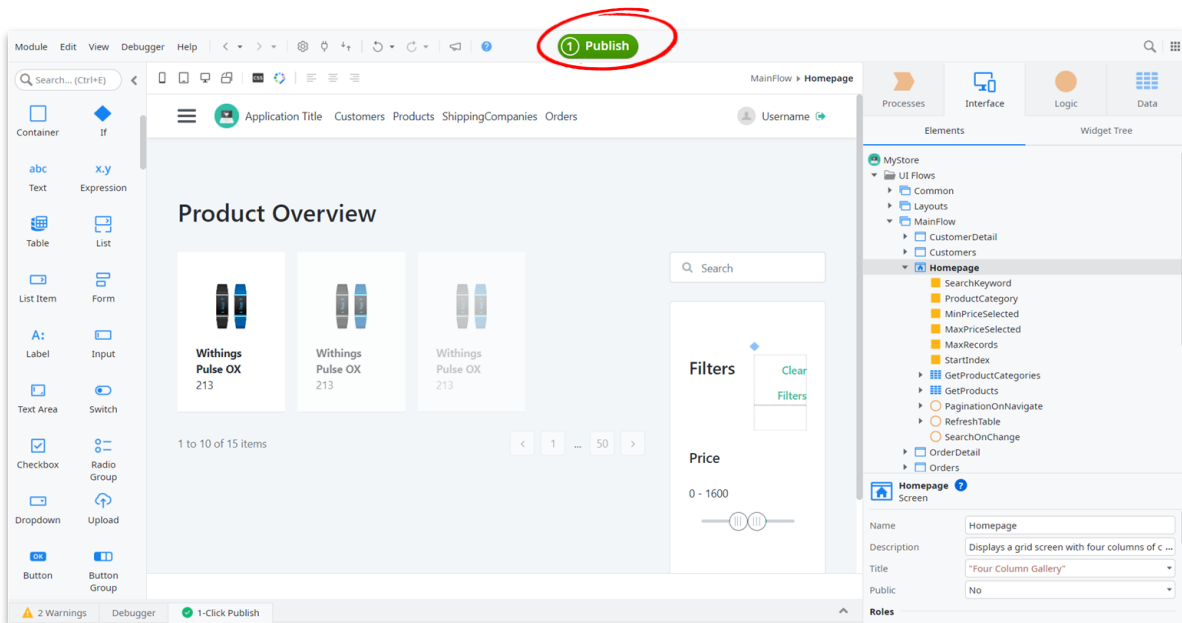 Module Edit View Debugger Help
1 Publish
Search... (Ctrl+E)
CSS
MainFlow Homepage
Processes
Interface
Logic
Data
Container
If
abc
Text
x.y
Expression
Table
List
List Item
Form
A:
Label
Input
Text Area
Switch
Checkbox
Radio
Group
Dropdown
Upload
OK
Button
Button
Group
Application Title Customers Products ShippingCompanies Orders
Username
Product Overview
Withings
Pulse OX
213
Withings
Pulse OX
213
Withings
Pulse OX
213
1 to 10 of 15 items
< 1 ... 50 >
Search
Filters
Clear
Filters
Price
0 - 1600
Elements
Widget Tree
MyStore
UI Flows
Common
Layouts
MainFlow
CustomerDetail
Customers
Homepage
SearchKeyword
ProductCategory
MinPriceSelected
MaxPriceSelected
MaxRecords
StartIndex
GetProductCategories
GetProducts
PaginationOnNavigate
RefreshTable
SearchOnChange
OrderDetail
Orders
Homepage ?
Screen
Name Homepage
Description Displays a grid screen with four columns of c ...
Title "Four Column Gallery"
Public No
Roles
2 Warnings
Debugger
1-Click Publish